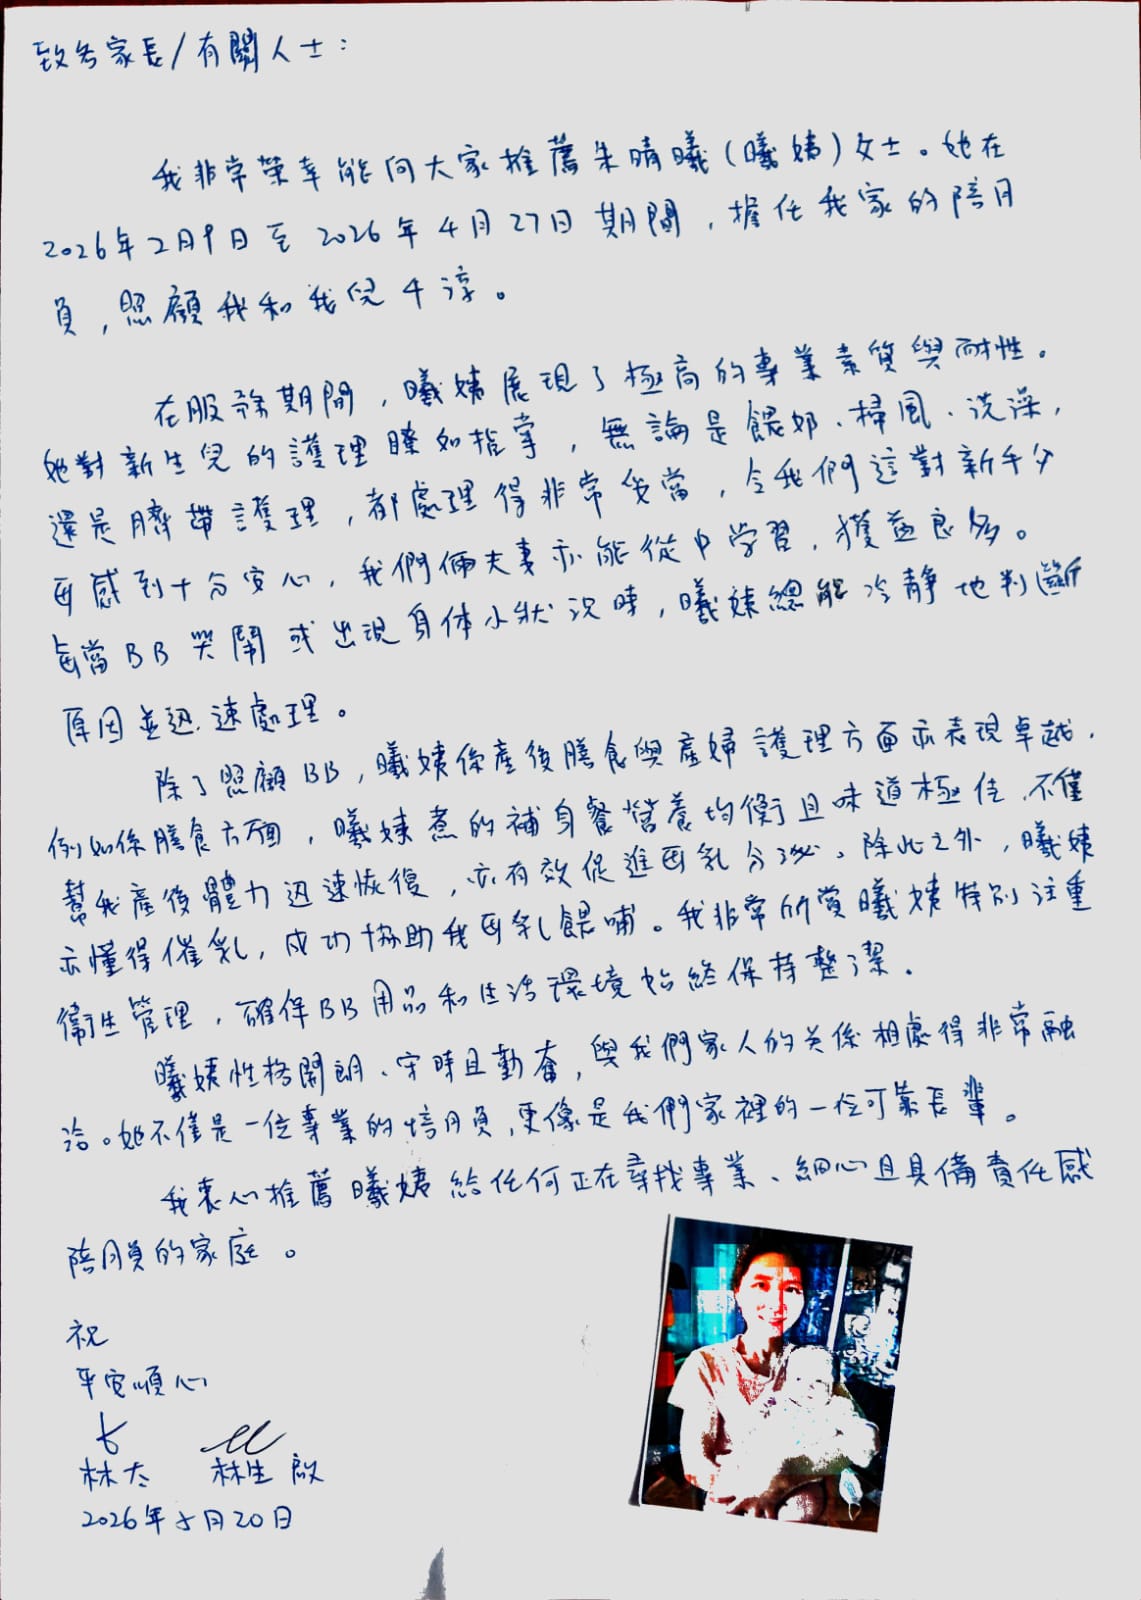 致各家長/有關人士：
我非常榮幸能向大家推薦朱晴曦(曦姨)女士。她在
2026年2月9日至2026年4月27日期間，擔任我家的陪月
員，照顧我和我兒千淳。
在服務期間，曦姨展現了極高的專業素質與耐性。
她對新生兒的護理瞭如指掌，無論是餵奶、掃風、洗澡，
還是臍帶護理，都處理得非常妥當，令我們這對新手父
母感到十分安心，我們倆夫妻亦能從中学習，獲益良多。
每當BB哭鬧或出現身体小狀況時，曦姨總能冷靜地判斷
原因並迅速處理。
除了照顧BB，曦姨係產後膳食與產婦護理方面亦表現卓越，
例如係膳食方面，曦姨煮的補身餐營養均衡且味道極佳，不僅
幫我產後體力迅速恢復，亦有效促進母乳分泌。除此之外，曦姨
亦懂得催乳，成功協助我母乳餵哺。我非常欣賞曦姨特別注重
衞生管理，確保BB用品和生活環境始終保持整潔。
曦姨性格開朗、守時且勤奮，與我們家人的关係相處得非常融
洽。她不僅是一位專業的陪月員，更像是我們家裡的一位可靠長輩。
我衷心推薦曦姨給任何正在尋找專業、細心且具備責任感
陪月員的家庭。
祝
平安順心
林太 林生 啟
2026年5月20日